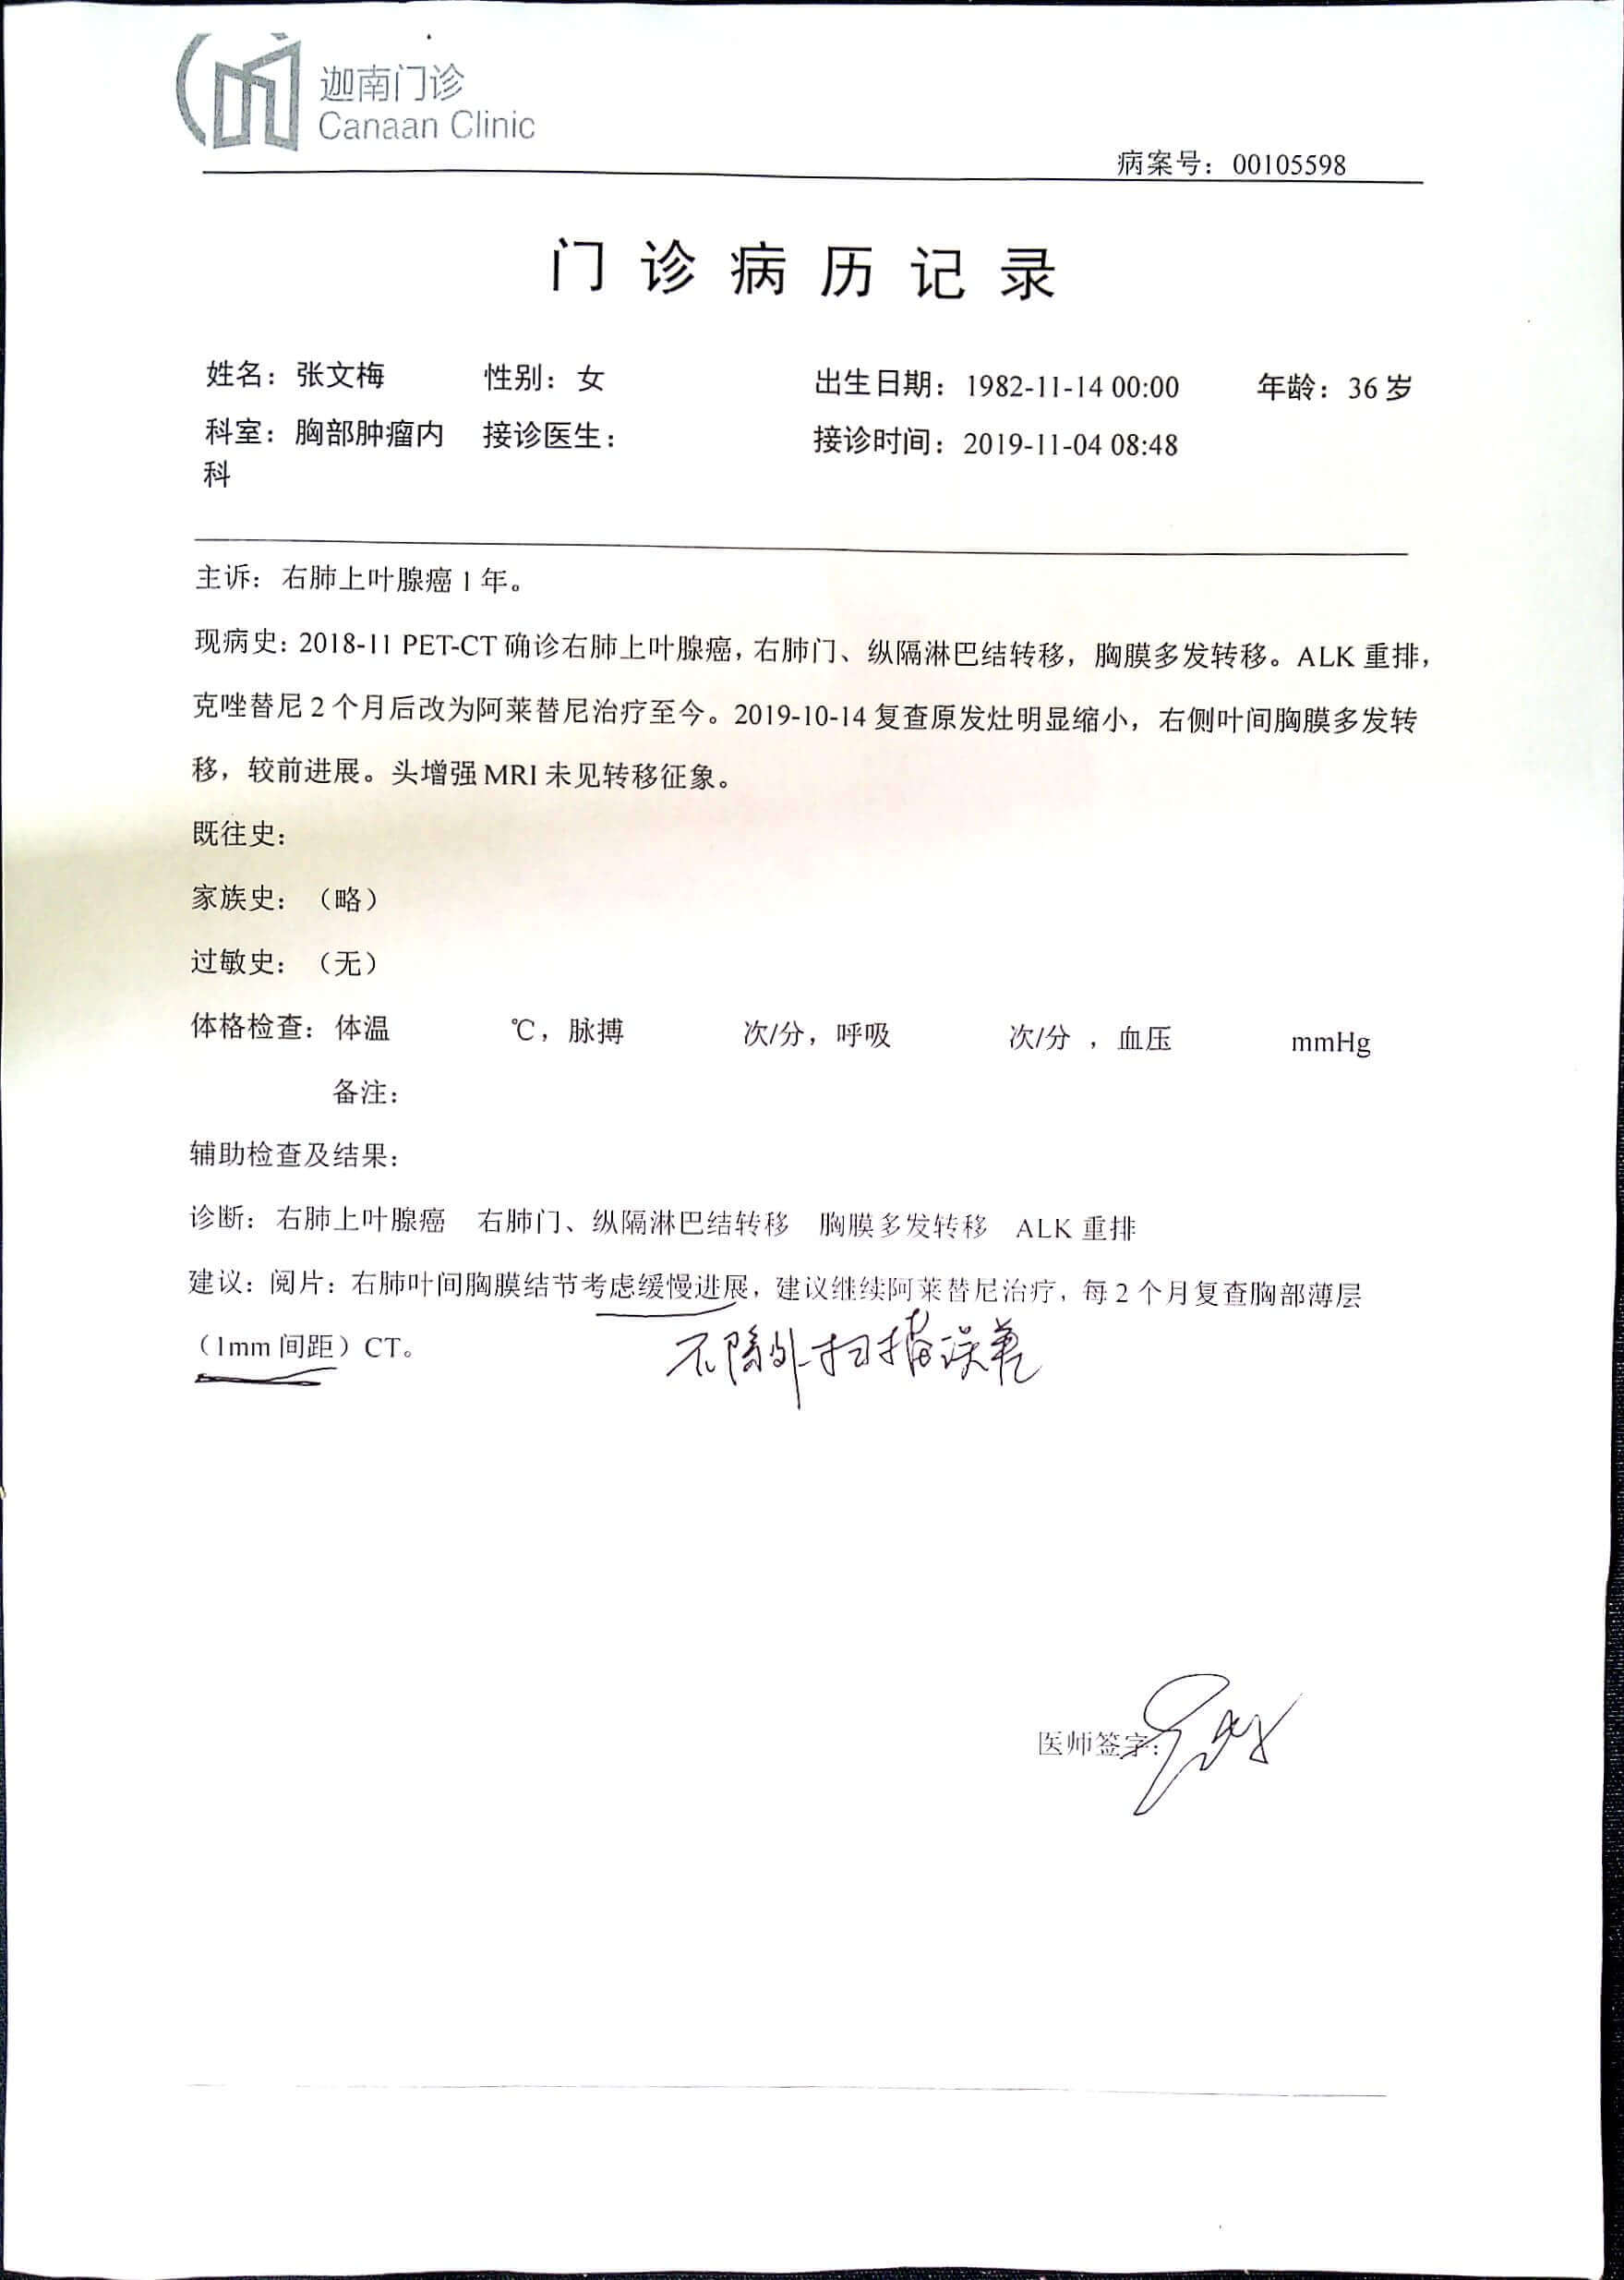 迦南门诊
Canaan Clinic
病案号：00105598
门诊病历记录
姓名：张文梅 性别：女 出生日期：1982-11-14 00:00 年龄：36 岁
科室：胸部肿瘤内 接诊医生： 接诊时间：2019-11-04 08:48
科
主诉：右肺上叶腺癌 1 年。
现病史：2018-11 PET-CT 确诊右肺上叶腺癌，右肺门、纵隔淋巴结转移，胸膜多发转移。ALK 重排，
克唑替尼 2 个月后改为阿莱替尼治疗至今。2019-10-14 复查原发灶明显缩小，右侧叶间胸膜多发转
移，较前进展。头增强 MRI 未见转移征象。
既往史：
家族史：（略）
过敏史：（无）
体格检查：体温 ℃，脉搏 次/分，呼吸 次/分 ，血压 mmHg
备注：
辅助检查及结果：
诊断：右肺上叶腺癌 右肺门、纵隔淋巴结转移 胸膜多发转移 ALK 重排
建议：阅片：右肺叶间胸膜结节考虑缓慢进展，建议继续阿莱替尼治疗，每 2 个月复查胸部薄层
（1mm 间距）CT。
不除外扫描误差
医师签字：